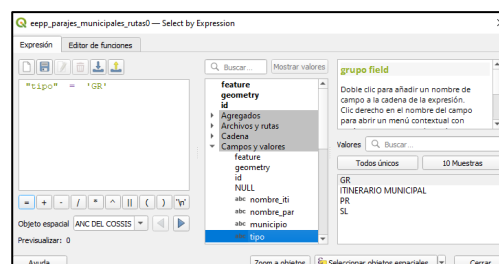 eepp_parajes_municipales_rutas0 — Select by Expression
Expresión Editor de funciones
"tipo" = 'GR'
= + - / * ^ || ( ) '\n'
Objeto espacial ANC DEL COSSIS
Previsualizar: 0
Buscar... Mostrar valores
feature
geometry
id
Agregados
Archivos y rutas
Cadena
Campos y valores
feature
geometry
id
NULL
abc nombre_iti
abc nombre_par
abc municipio
abc tipo
grupo field
Doble clic para añadir un nombre de
campo a la cadena de la expresión.
Clic derecho en el nombre del campo
para abrir un menú contextual con
Valores Buscar...
Todos únicos 10 Muestras
GR
ITINERARIO MUNICIPAL
PR
SL
Ayuda Zoom a objetos Seleccionar objetos espaciales Cerrar